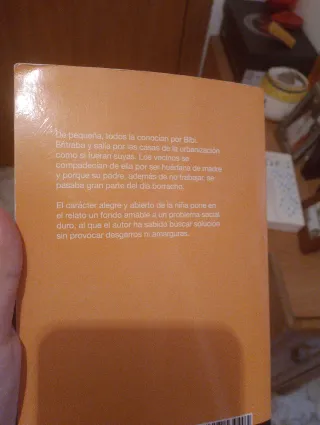 De pequeña, todos la conocían por Bibi.
Entraba y salía por las casas de la urbanización
como si fueran suyas. Los vecinos se
compadecían de ella por ser huérfana de madre
y porque su padre, además de no trabajar, se
pasaba gran parte del día borracho.
El carácter alegre y abierto de la niña pone en
el relato un fondo amable a un problema social
duro, al que el autor ha sabido buscar solución
sin provocar desgarros ni amarguras.